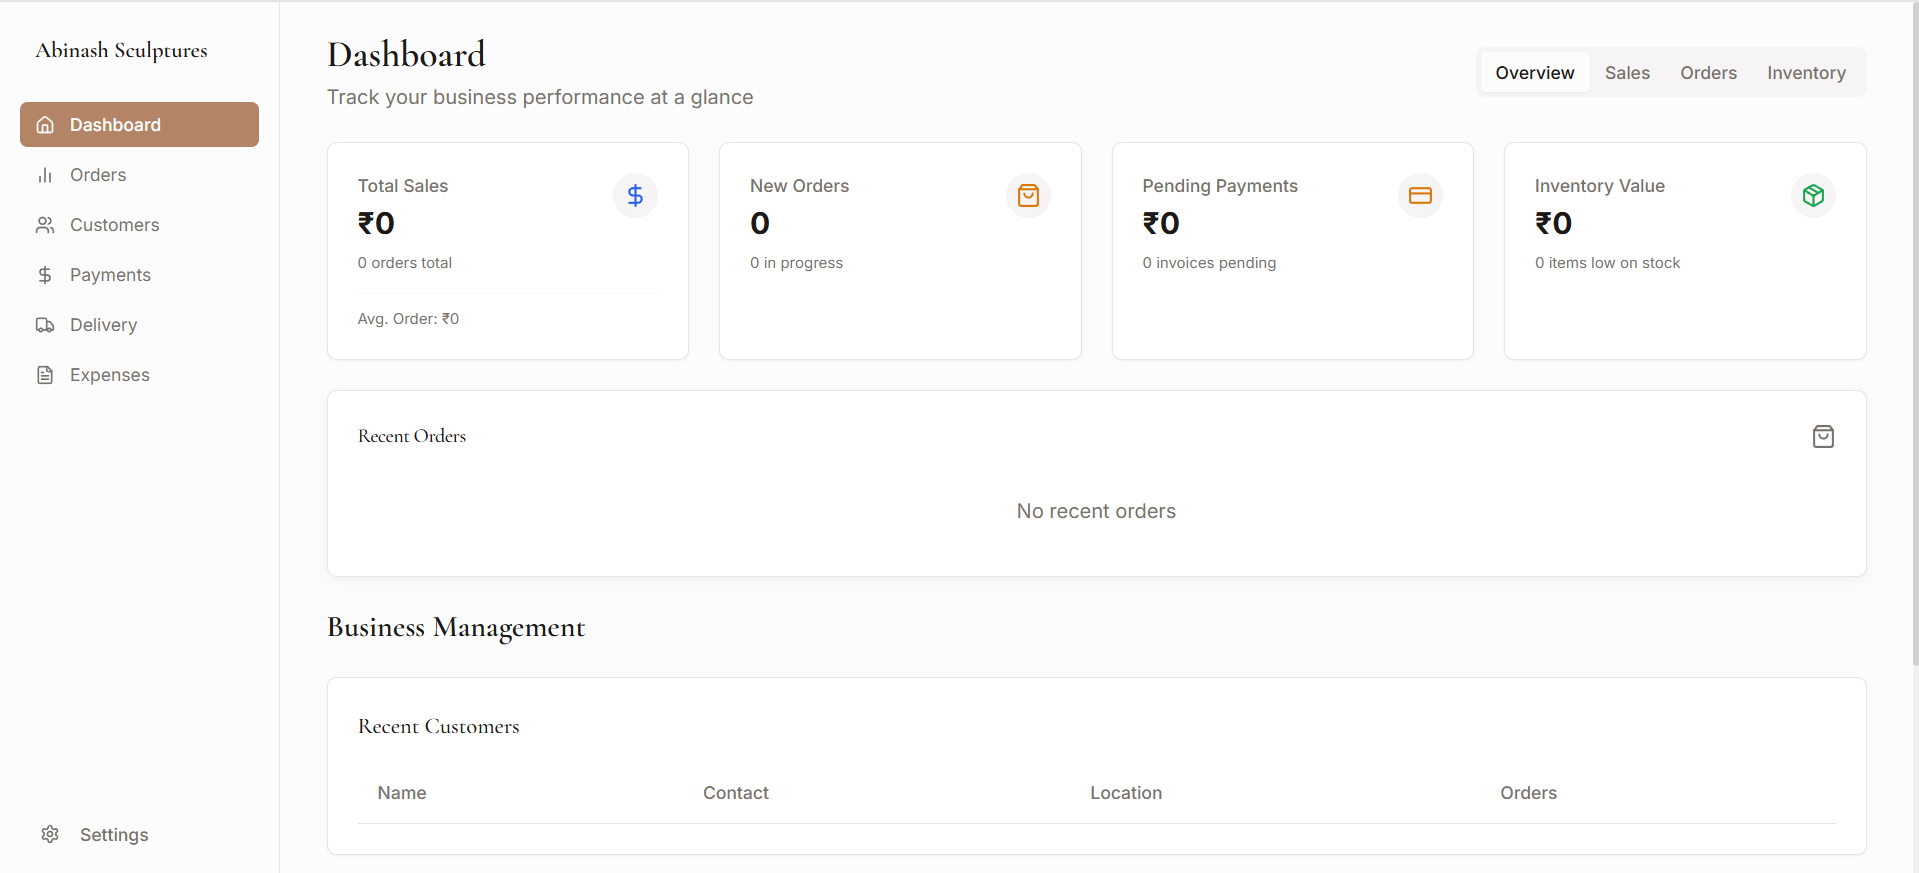 Abinash Sculptures
Dashboard
Orders
Customers
Payments
Delivery
Expenses
Settings
Dashboard
Track your business performance at a glance
Overview Sales Orders Inventory
Total Sales
₹0
0 orders total
Avg. Order: ₹0
New Orders
0
0 in progress
Pending Payments
₹0
0 invoices pending
Inventory Value
₹0
0 items low on stock
Recent Orders
No recent orders
Business Management
Recent Customers
Name Contact Location Orders